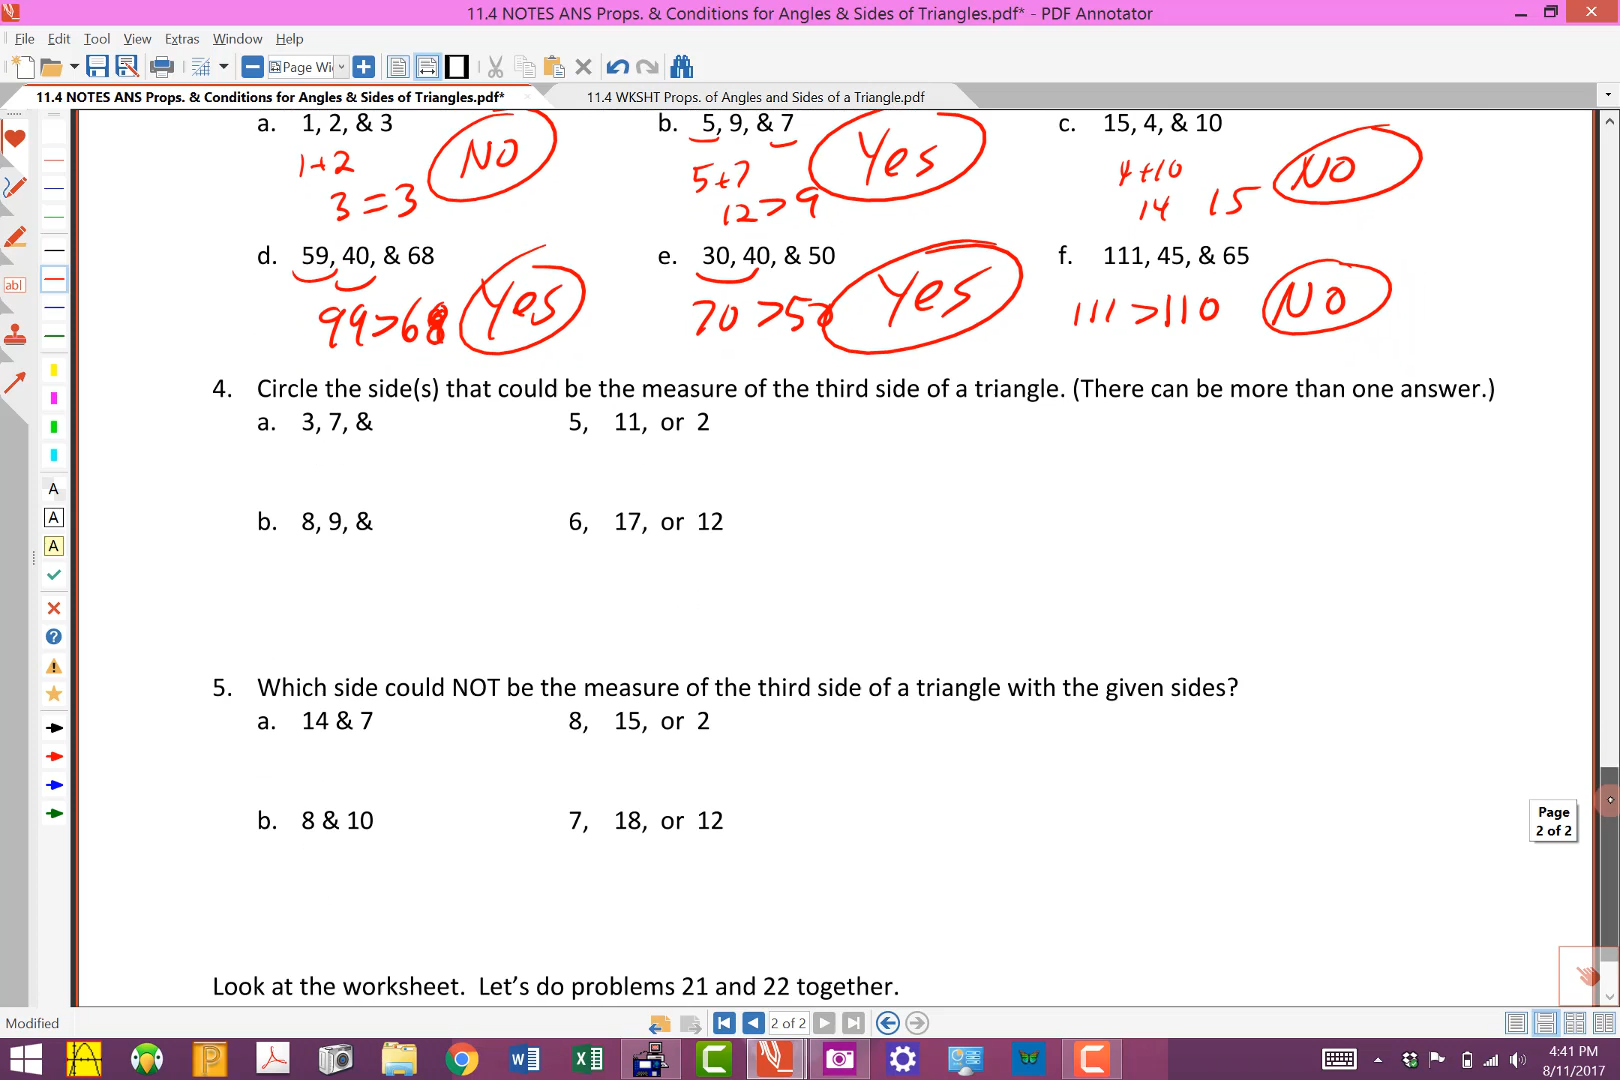 11.4 NOTES ANS Props. & Conditions for Angles & Sides of Triangles.pdf* - PDF Annotator
File Edit Tool View Extras Window Help
Page Wi
11.4 NOTES ANS Props. & Conditions for Angles & Sides of Triangles.pdf* 11.4 WKSHT Props. of Angles and Sides of a Triangle.pdf
a. 1, 2, & 3 b. 5, 9, & 7 c. 15, 4, & 10
1+2 NO 5+7 Yes 4+10 NO
3 = 3 12 > 9 14 15
d. 59, 40, & 68 e. 30, 40, & 50 f. 111, 45, & 65
99>68 Yes 70 >50 Yes 111 >110 NO
4. Circle the side(s) that could be the measure of the third side of a triangle. (There can be more than one answer.)
a. 3, 7, & 5, 11, or 2
b. 8, 9, & 6, 17, or 12
5. Which side could NOT be the measure of the third side of a triangle with the given sides?
a. 14 & 7 8, 15, or 2
b. 8 & 10 7, 18, or 12
Page
2 of 2
Look at the worksheet. Let's do problems 21 and 22 together.
abI
A
A
A
Modified 2 of 2
4:41 PM
8/11/2017